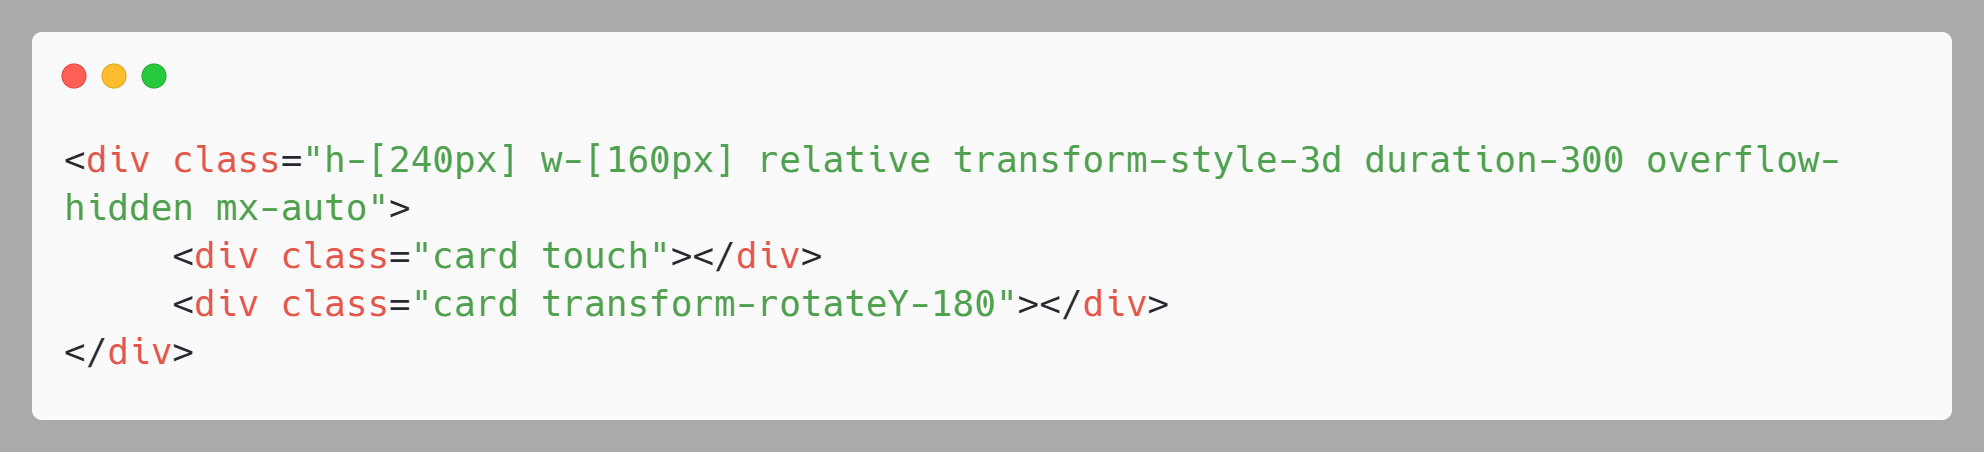 <div class="h-[240px] w-[160px] relative transform-style-3d duration-300 overflow-
hidden mx-auto">
     <div class="card touch"></div>
     <div class="card transform-rotateY-180"></div>
</div>